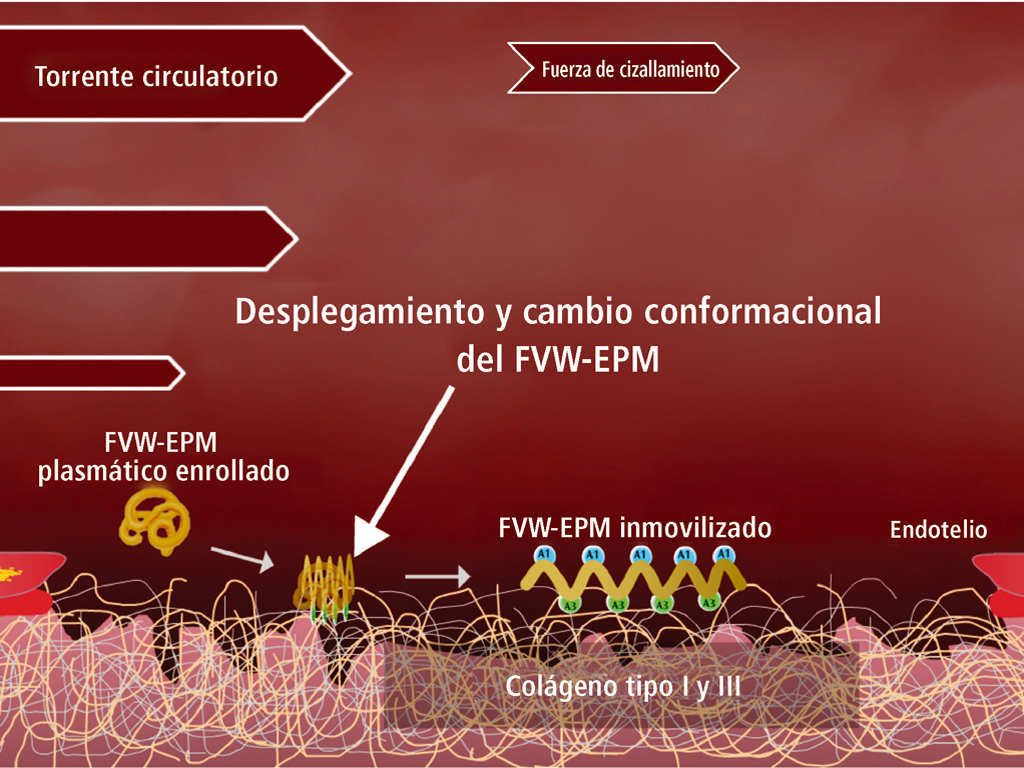 Torrente circulatorio
Fuerza de cizallamiento
Desplegamiento y cambio conformacional
del FVW-EPM
FVW-EPM
plasmático enrollado
FVW-EPM inmovilizado
Endotelio
A1 A1 A1 A1 A1
A3 A3 A3 A3
Colágeno tipo I y III